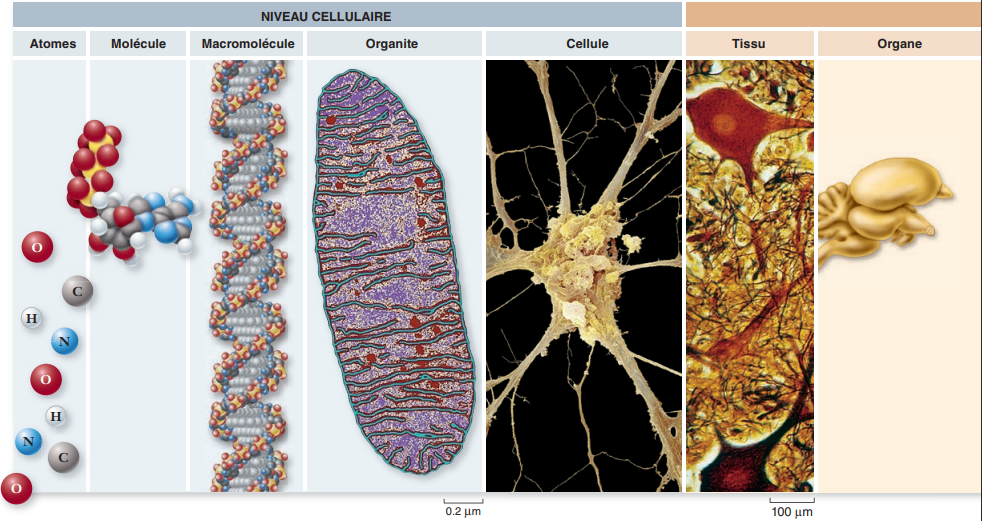 NIVEAU CELLULAIRE
Atomes
Molécule
Macromolécule
Organite
Cellule
Tissu
Organe
O
C
H
N
O
H
N
C
O
0.2 µm
100 µm